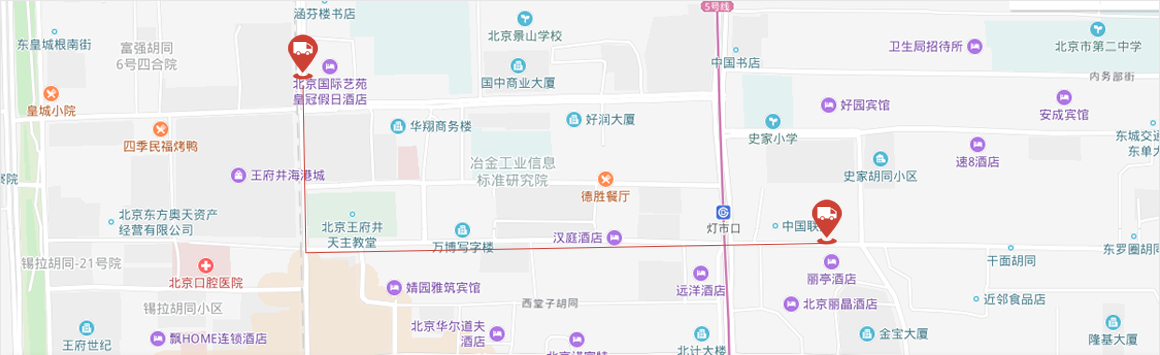 涵芬楼书店
5号线
东皇城根南街
富强胡同
6号四合院
北京景山学校
卫生局招待所
北京市第二中学
中国书店
内务部街
北京国际艺苑
皇冠假日酒店
国中商业大厦
皇城小院
好园宾馆
安成宾馆
四季民福烤鸭
华翔商务楼
好润大厦
史家小学
东城交通
东单大
速8酒店
冶金工业信息
标准研究院
王府井海港城
史家胡同小区
察院
德胜餐厅
北京东方奥天资产
经营有限公司
北京王府井
天主教堂
灯市口
中国联
万博写字楼
汉庭酒店
东罗圈胡同
干面胡同
锡拉胡同-21号院
北京口腔医院
丽亭酒店
婧园雅筑宾馆
远洋酒店
锡拉胡同小区
西堂子胡同
北京丽晶酒店
近邻食品店
王府世纪
飘HOME连锁酒店
北京华尔道夫
酒店
金宝大厦
隆基大厦
北计大楼